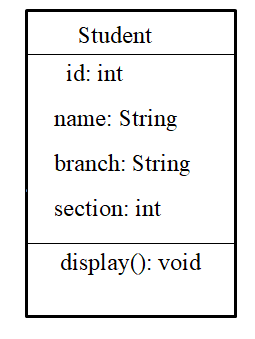 Student
id: int
name: String
branch: String
section: int
display(): void